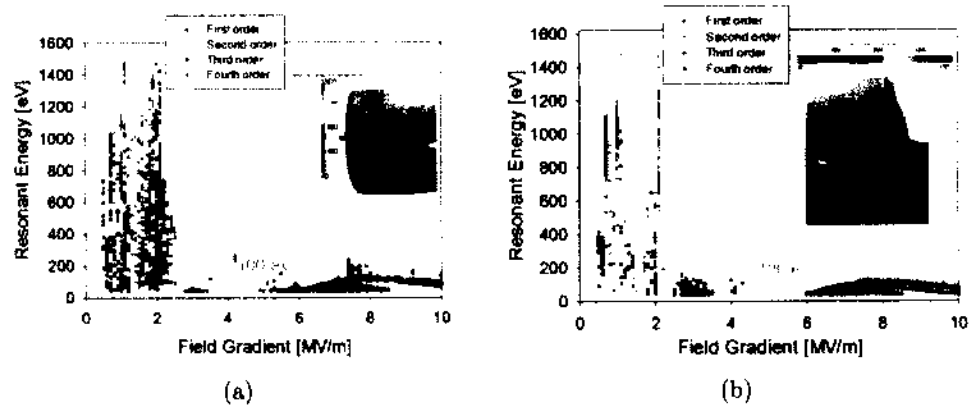 First order
Second order
Third order
Fourth order
1600
1400
1200
1000
800
600
400
200
0
Resonant Energy [eV]
0 2 4 6 8 10
Field Gradient [MV/m]
(a)
First order
Second order
Third order
Fourth order
1600
1400
1200
1000
800
600
400
200
0
Resonant Energy [eV]
0 2 4 6 8 10
Field Gradient [MV/m]
(b)